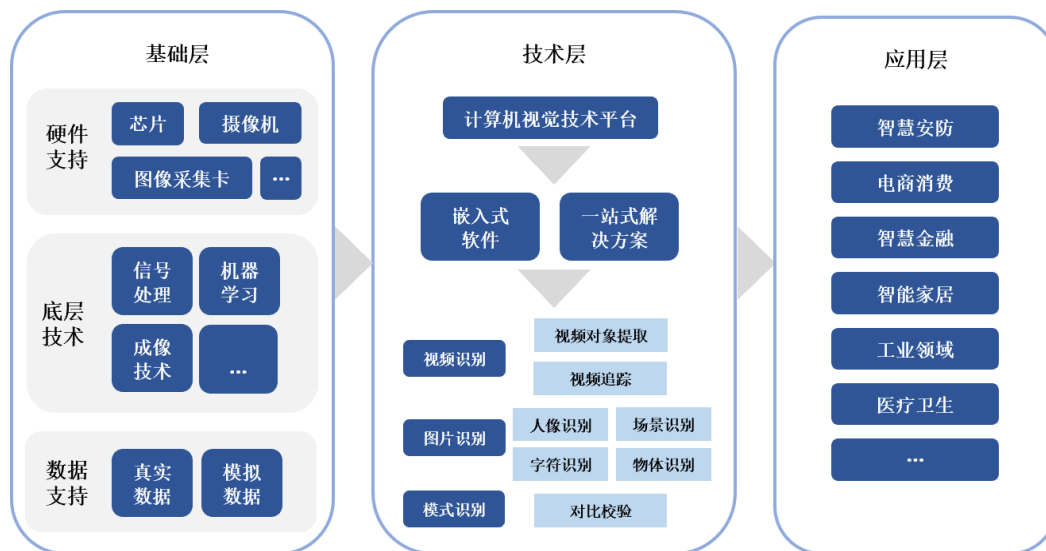 基础层
硬件
支持
芯片
摄像机
图像采集卡
...
底层
技术
信号
处理
机器
学习
成像
技术
...
数据
支持
真实
数据
模拟
数据
技术层
计算机视觉技术平台
嵌入式
软件
一站式解
决方案
视频识别
视频对象提取
视频追踪
图片识别
人像识别
场景识别
字符识别
物体识别
模式识别
对比校验
应用层
智慧安防
电商消费
智慧金融
智能家居
工业领域
医疗卫生
...